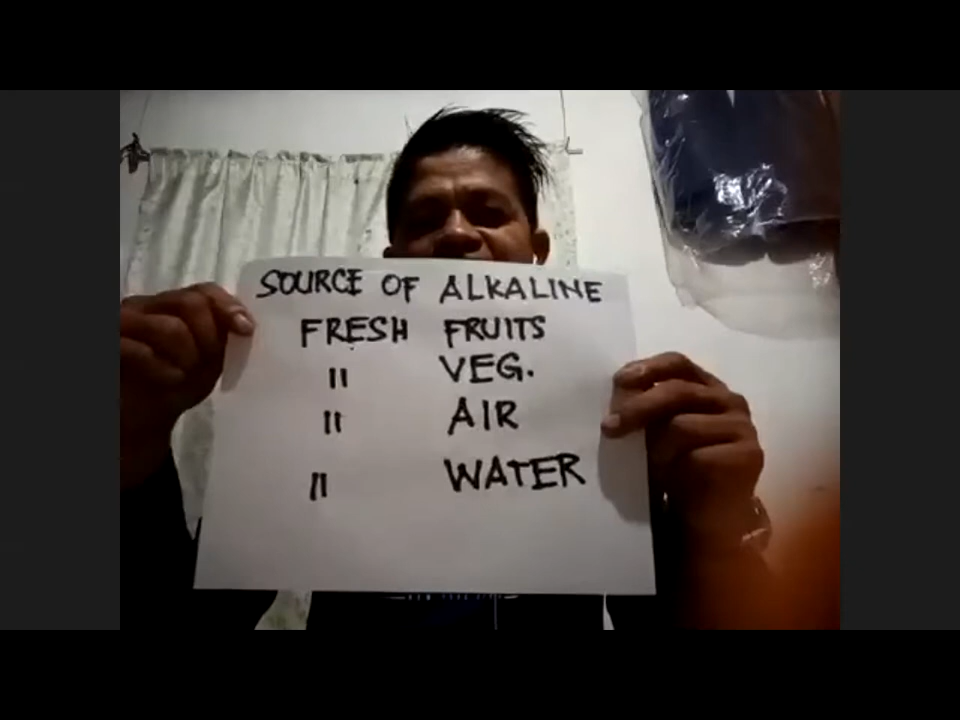 SOURCE OF ALKALINE
FRESH FRUITS
" VEG.
" AIR
" WATER